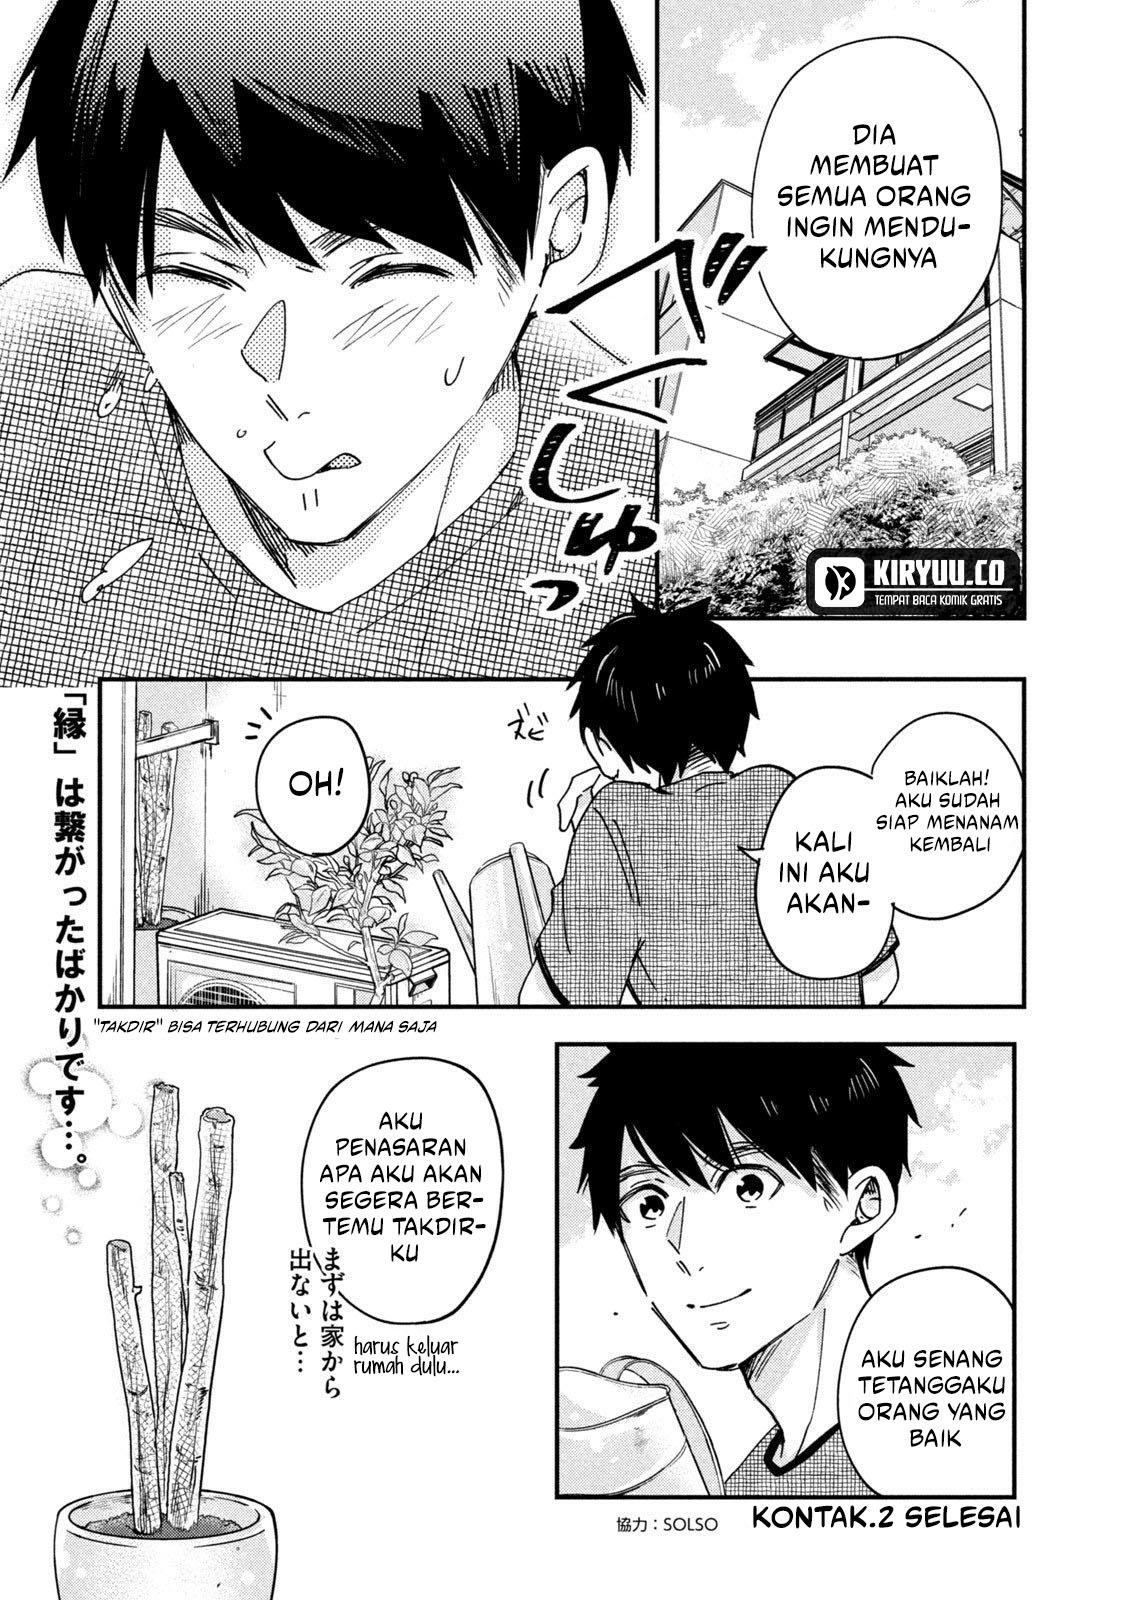 DIA
MEMBUAT
SEMUA ORANG
INGIN MENDU-
KUNGNYA
べくしゅっ
KIRYUU.CO
TEMPAT BACA KOMIK GRATIS
BAIKLAH!
AKU SUDAH
SIAP MENANAM
KEMBALI
KALI
INI AKU
AKAN-
ズビ
OH!
「縁」は繋がったばかりです…。
"TAKDIR" BISA TERHUBUNG DARI MANA SAJA
AKU SENANG
TETANGGAKU
ORANG YANG
BAIK
AKU
PENASARAN
APA AKU AKAN
SEGERA BER-
TEMU TAKDIR-
KU
まずは家から
出ないと…
harus keluar
rumah dulu...
協力：SOLSO
KONTAK.2 SELESAI